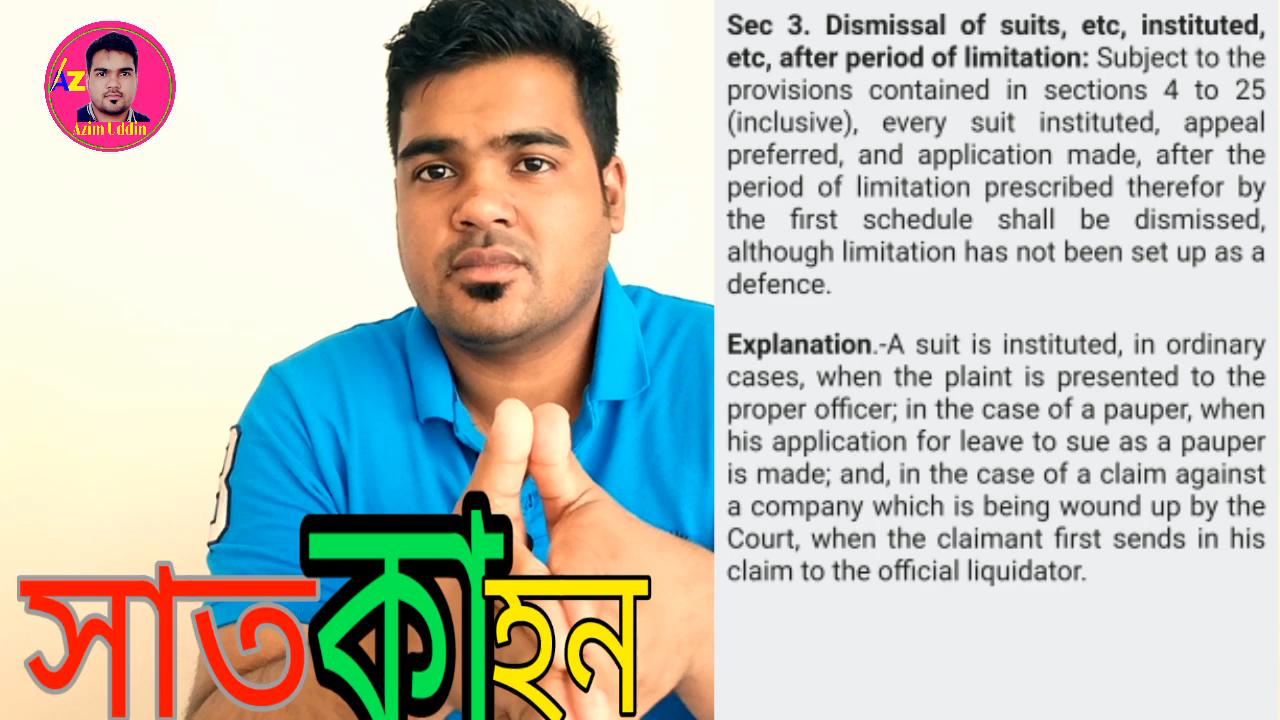 Az
Azim Uddin
সাতকাহন
Sec 3. Dismissal of suits, etc, instituted,
etc, after period of limitation: Subject to the
provisions contained in sections 4 to 25
(inclusive), every suit instituted, appeal
preferred, and application made, after the
period of limitation prescribed therefor by
the first schedule shall be dismissed,
although limitation has not been set up as a
defence.
Explanation.-A suit is instituted, in ordinary
cases, when the plaint is presented to the
proper officer; in the case of a pauper, when
his application for leave to sue as a pauper
is made; and, in the case of a claim against
a company which is being wound up by the
Court, when the claimant first sends in his
claim to the official liquidator.